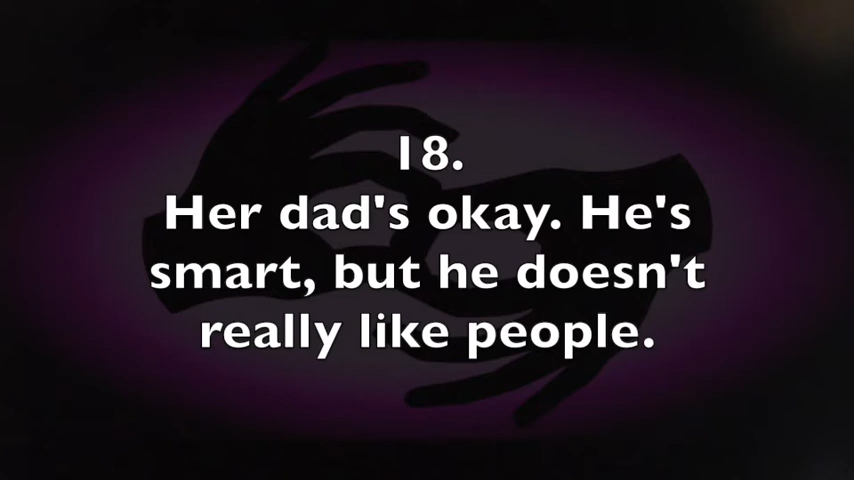 18.
Her dad's okay. He's
smart, but he doesn't
really like people.